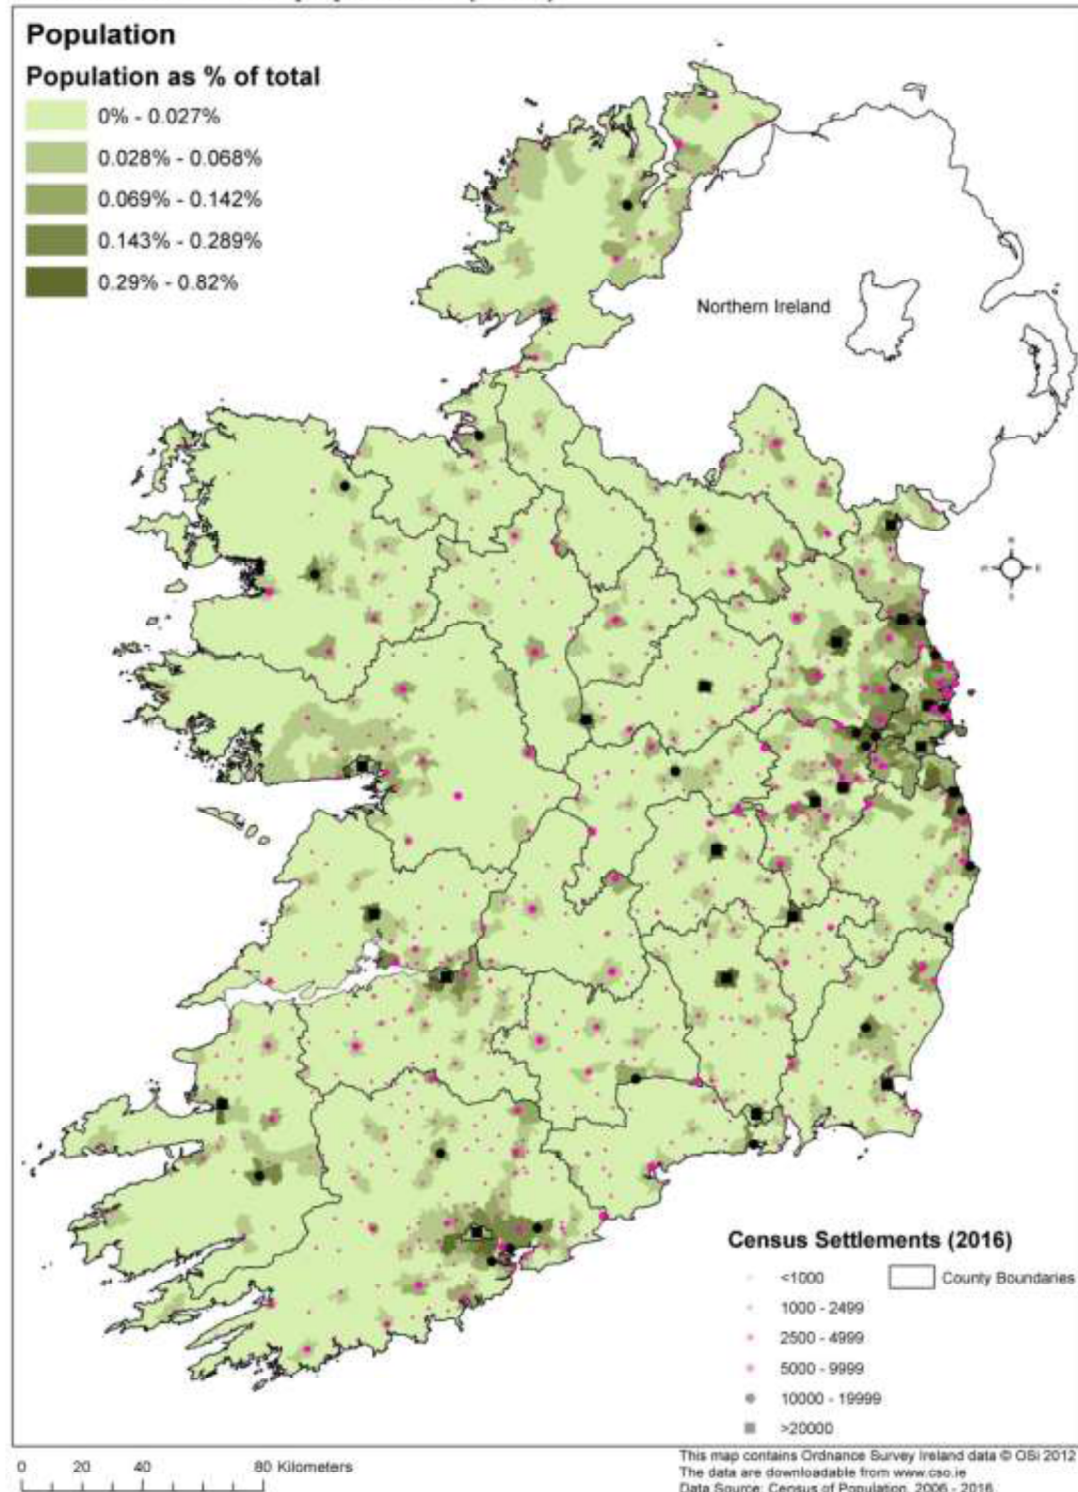 Population
Population as % of total
0% - 0.027%
0.028% - 0.068%
0.069% - 0.142%
0.143% - 0.289%
0.29% - 0.82%
Northern Ireland
N
W E
S
Census Settlements (2016)
<1000
County Boundaries
1000 - 2499
2500 - 4999
5000 - 9999
10000 - 19999
>20000
0 20 40 80 Kilometers
This map contains Ordnance Survey Ireland data © OSi 2012
The data are downloadable from www.cso.ie
Data Source: Census of Population, 2006 - 2016